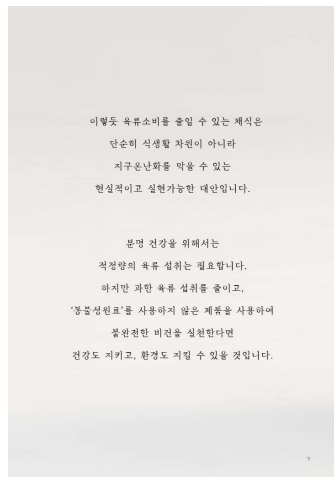 이렇듯 육류소비를 줄일 수 있는 채식은
단순히 식생활 차원이 아니라
지구온난화를 막을 수 있는
현실적이고 실현가능한 대안입니다.
분명 건강을 위해서는
적정량의 육류 섭취는 필요합니다.
하지만 과한 육류 섭취를 줄이고,
'동물성원료'를 사용하지 않은 제품을 사용하며
불완전한 비건을 실천한다면
건강도 지키고, 환경도 지킬 수 있을 것입니다.